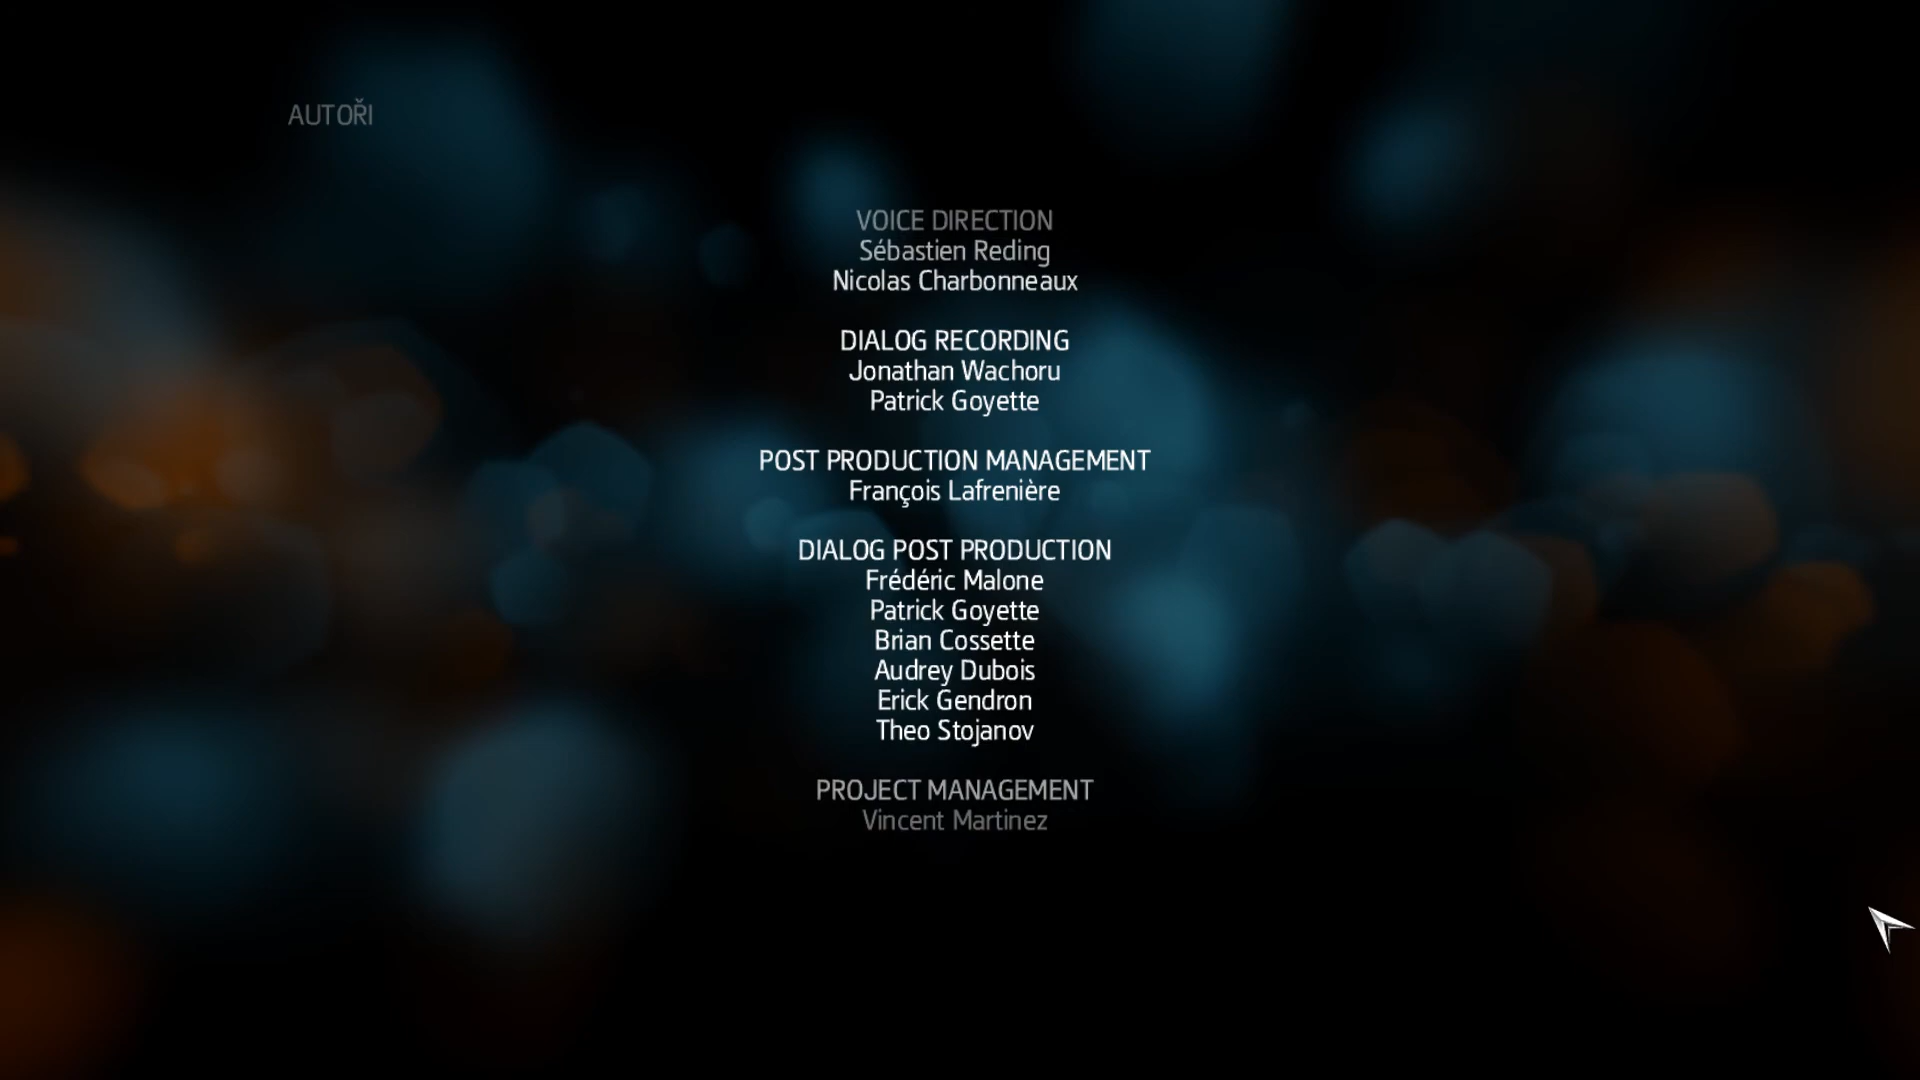 AUTOŘI
VOICE DIRECTION
Sébastien Reding
Nicolas Charbonneaux
DIALOG RECORDING
Jonathan Wachoru
Patrick Goyette
POST PRODUCTION MANAGEMENT
François Lafrenière
DIALOG POST PRODUCTION
Frédéric Malone
Patrick Goyette
Brian Cossette
Audrey Dubois
Erick Gendron
Theo Stojanov
PROJECT MANAGEMENT
Vincent Martinez